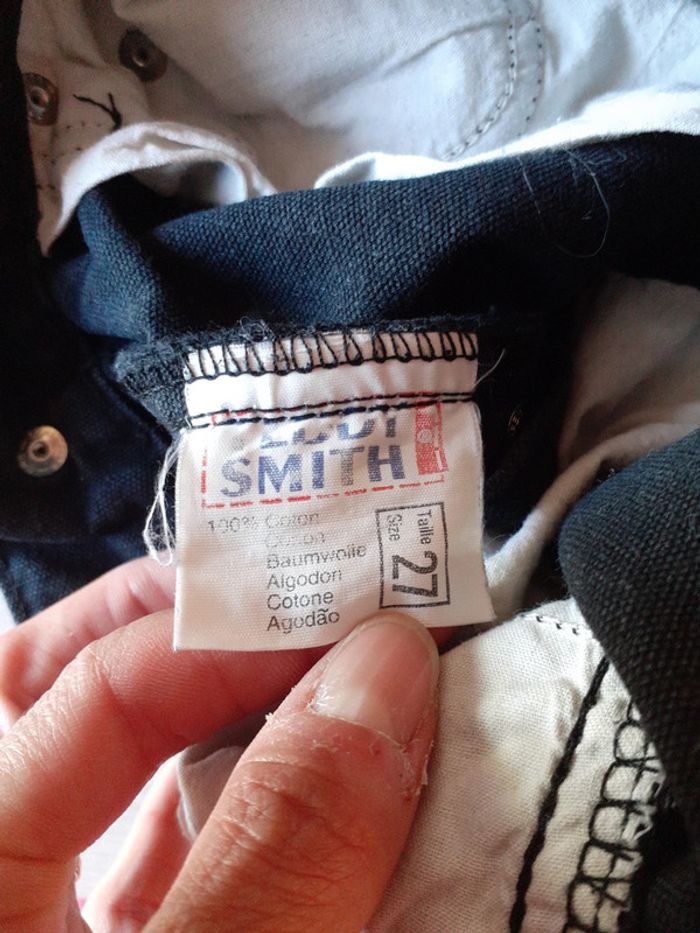 SMITH
100% Coton
Cotton
Baumwolle
Algodon
Cotone
Agodão
Taille
Size
27